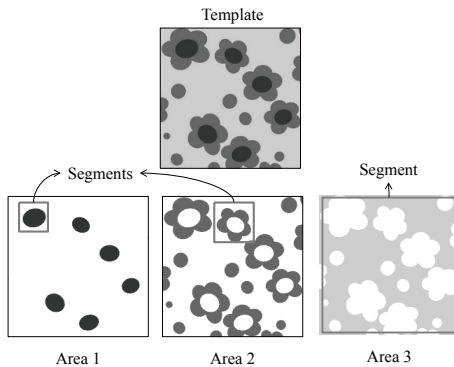 Template
Segments
Segment
Area 1
Area 2
Area 3